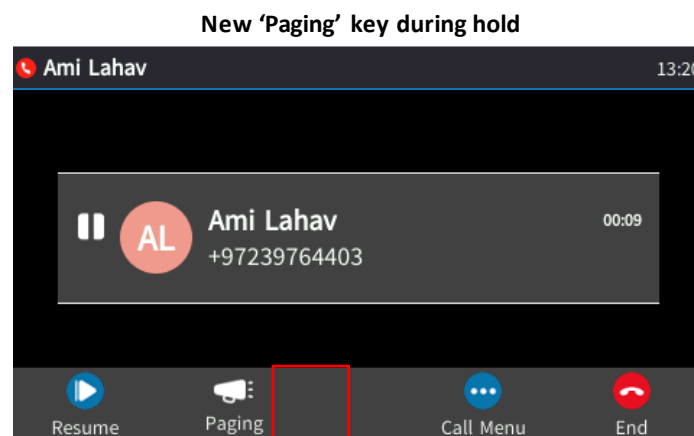 New ‘Paging’ key during hold
Ami Lahav 13:20
Ami Lahav 00:09
AL
+97239764403
Resume Paging Call Menu End